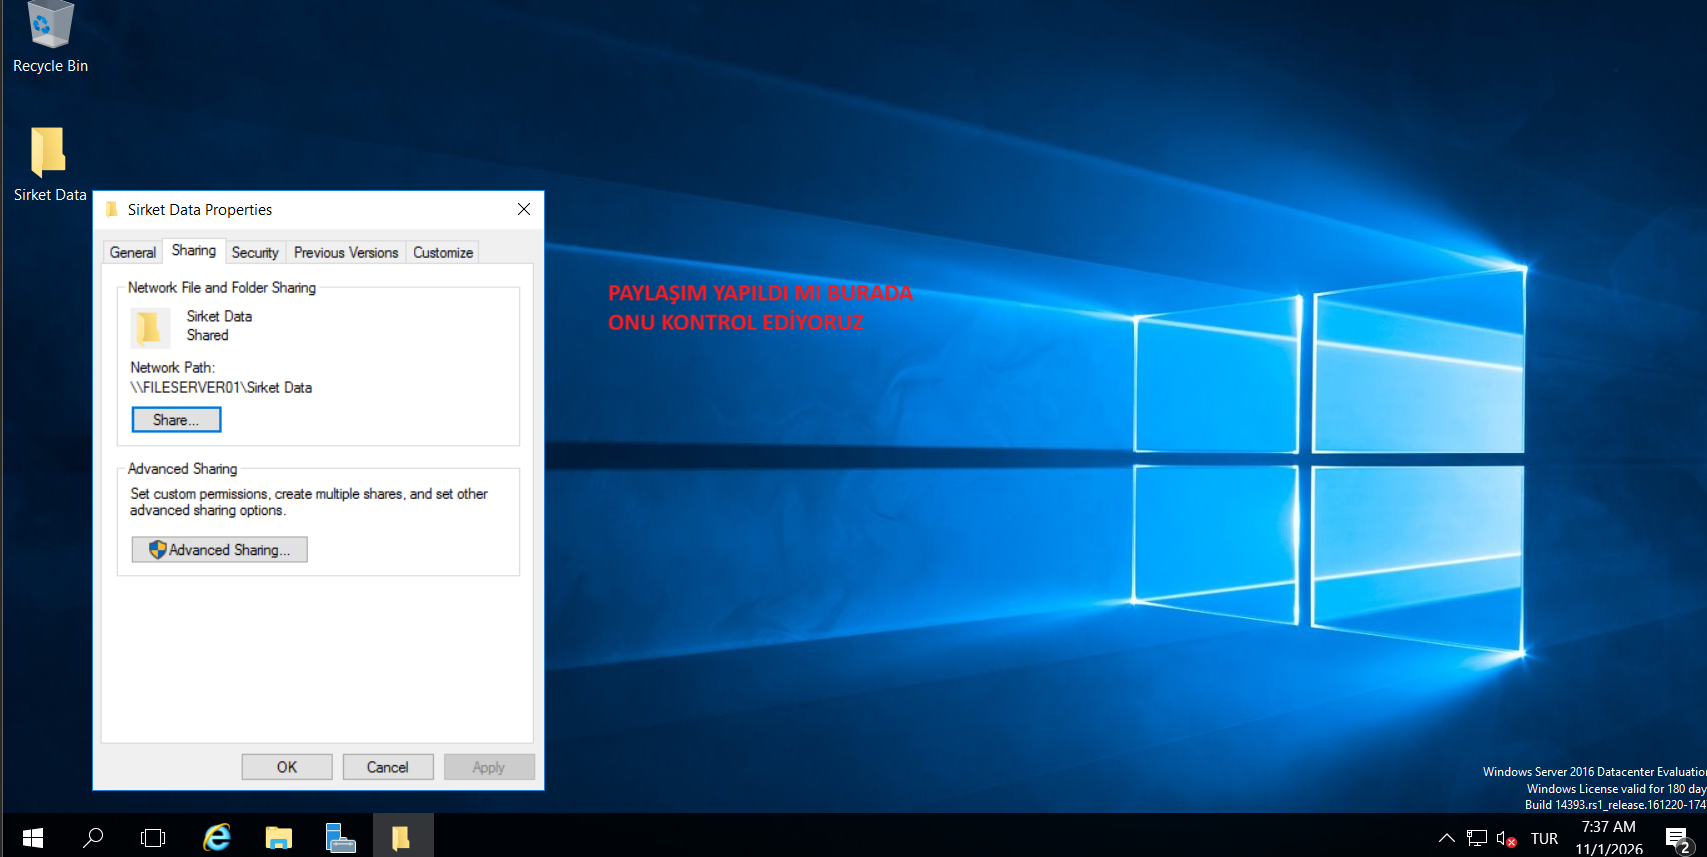 Recycle Bin
Sirket Data
Sirket Data Properties
General
Sharing
Security
Previous Versions
Customize
Network File and Folder Sharing
Sirket Data
Shared
Network Path:
\\FILESERVER01\Sirket Data
Share...
Advanced Sharing
Set custom permissions, create multiple shares, and set other
advanced sharing options.
Advanced Sharing...
OK
Cancel
Apply
PAYLAŞIM YAPILDI MI BURADA
ONU KONTROL EDİYORUZ
Windows Server 2016 Datacenter Evaluation
Windows License valid for 180 day
Build 14393.rs1_release.161220-174
TUR
7:37 AM
11/1/2026
2